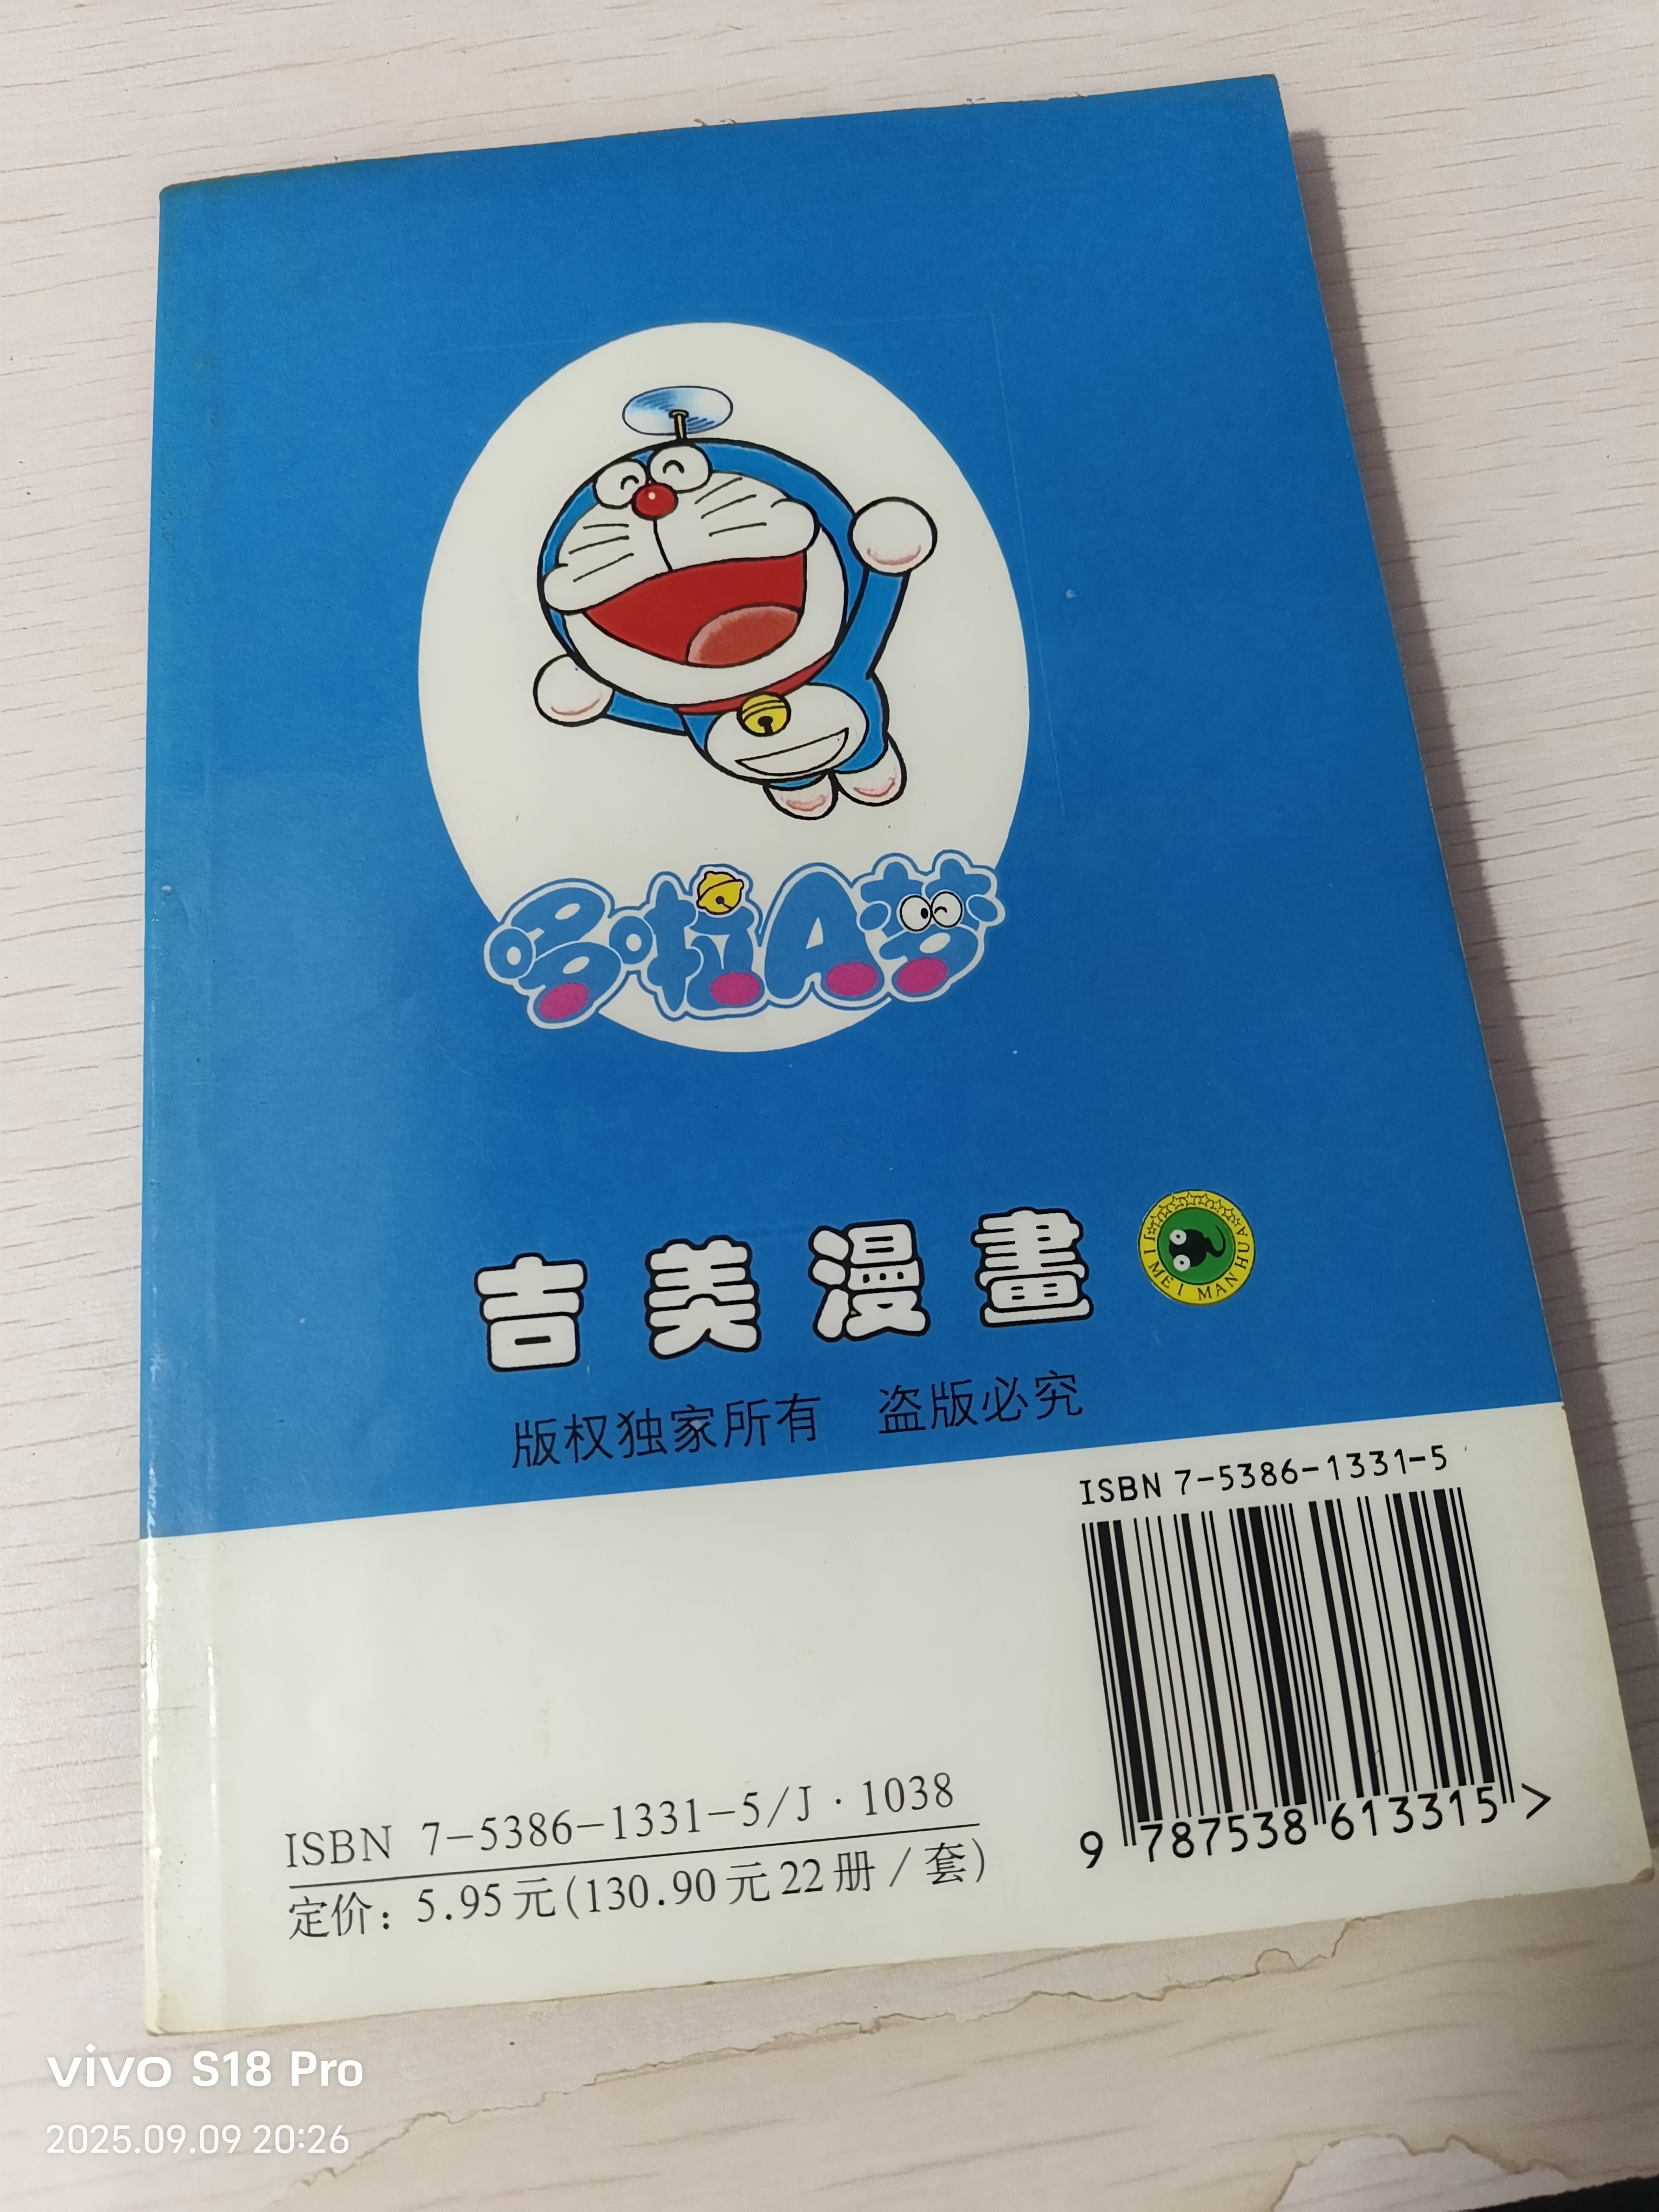 哆啦A梦
吉美漫畫
JI MEI MAN HUA
版权独家所有 盗版必究
ISBN 7-5386-1331-5
9 787538 613315 >
ISBN 7-5386-1331-5/J·1038
定价：5.95元(130.90元22册/套)
vivo S18 Pro
2025.09.09 20:26